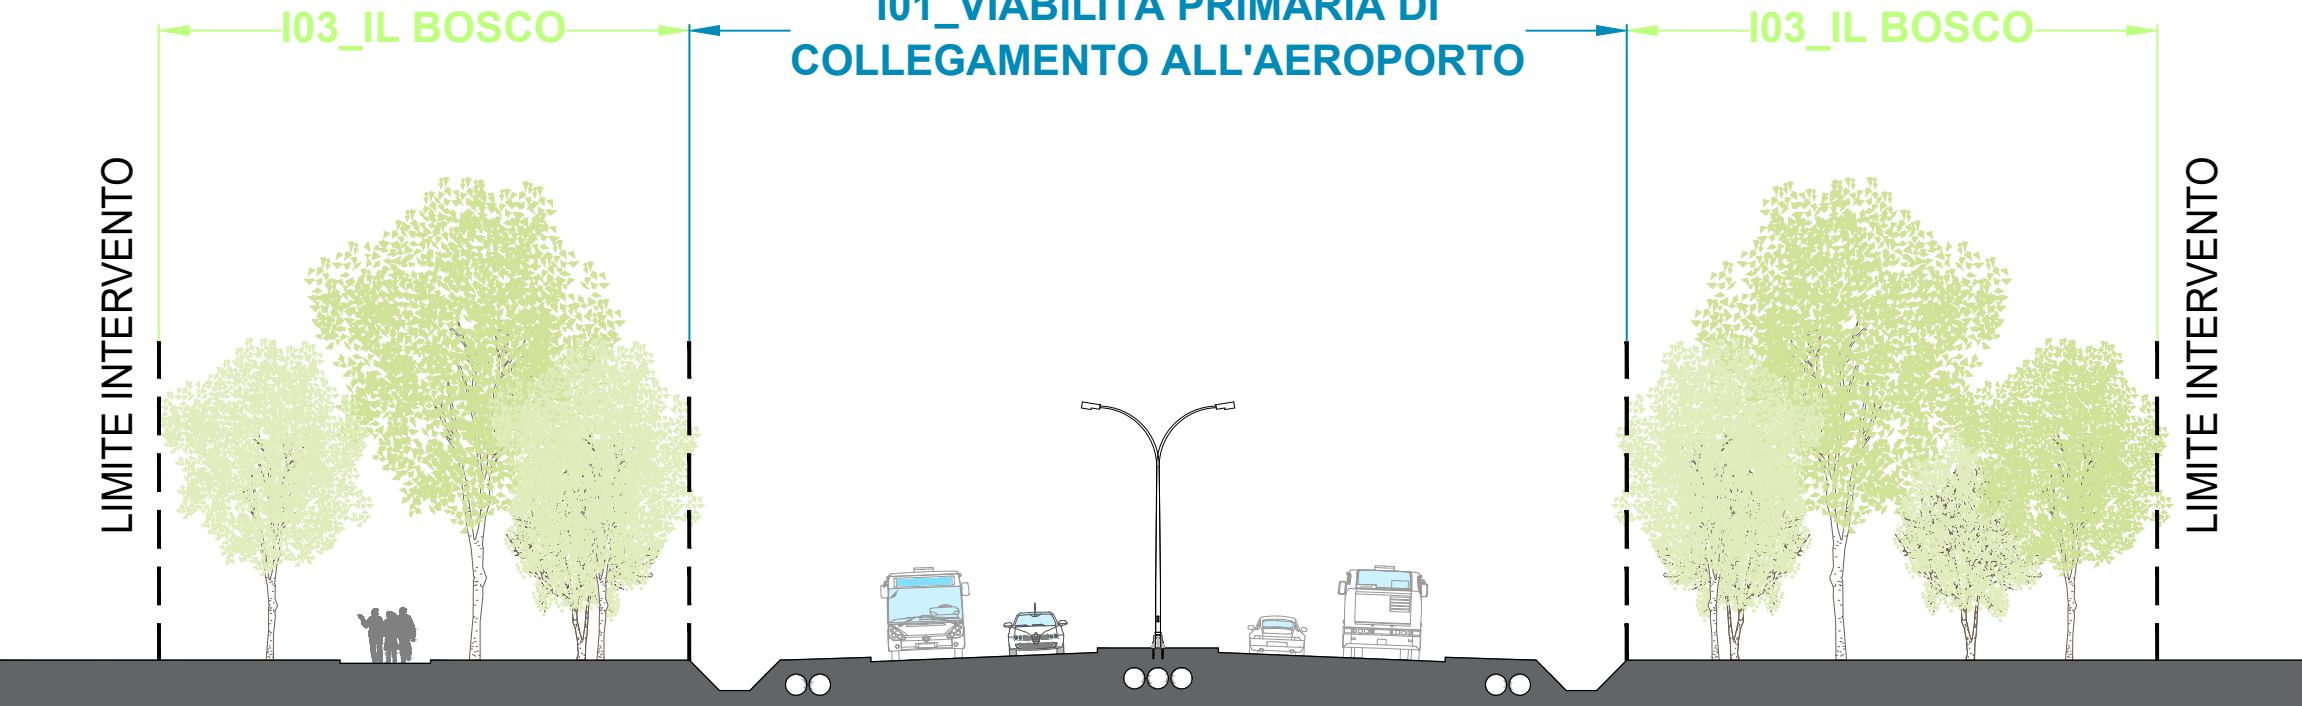 I03_IL BOSCO
I01_VIABILITÀ PRIMARIA DI
COLLEGAMENTO ALL'AEROPORTO
I03_IL BOSCO
LIMITE INTERVENTO
LIMITE INTERVENTO